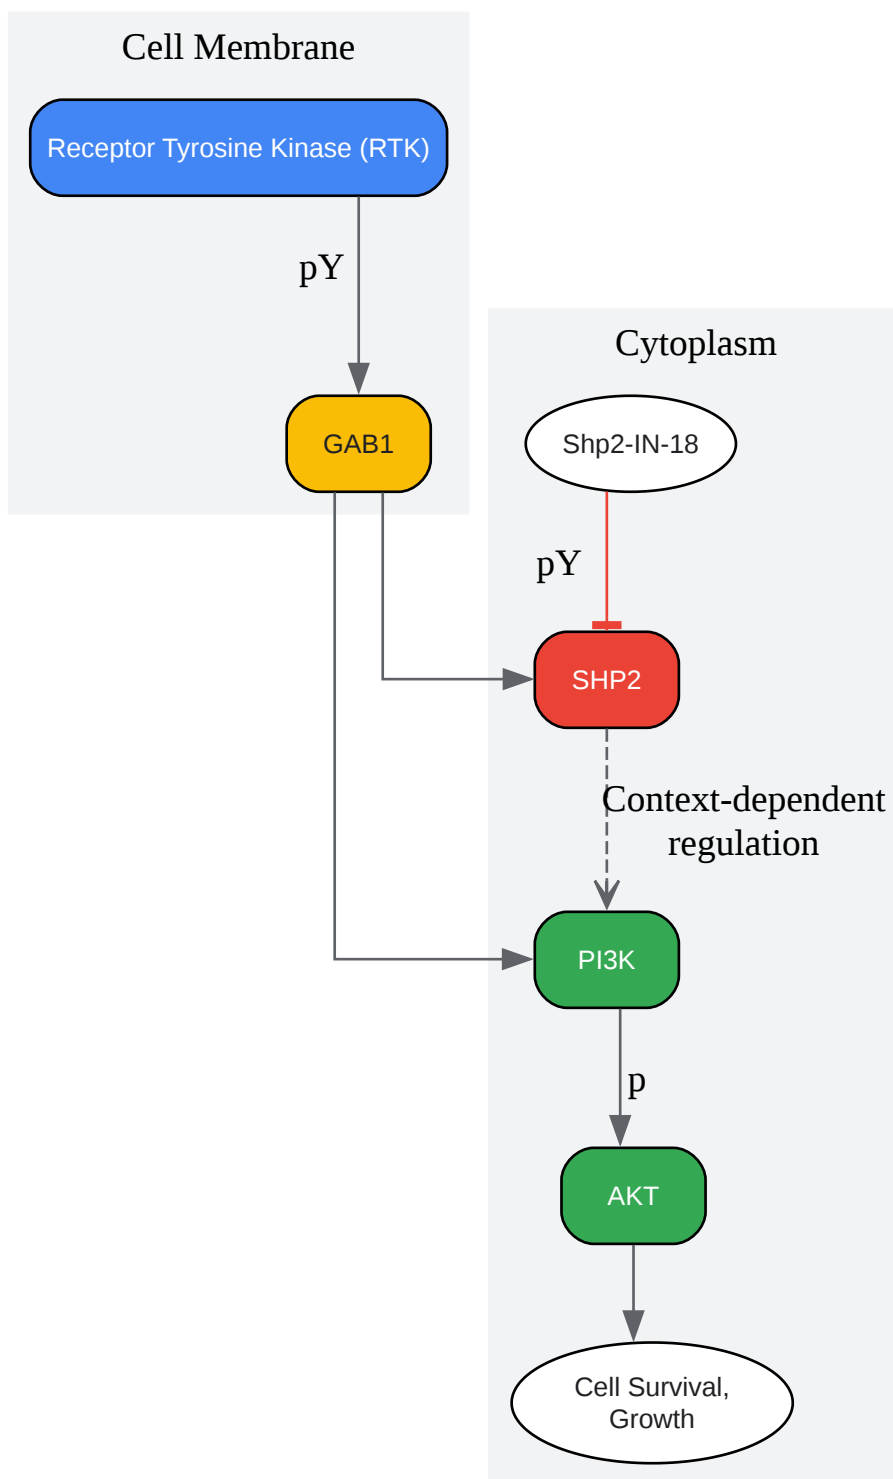 Cell Membrane
Receptor Tyrosine Kinase (RTK)
pY
GAB1
Cytoplasm
Shp2-IN-18
pY
SHP2
Context-dependent
regulation
PI3K
p
AKT
Cell Survival,
Growth